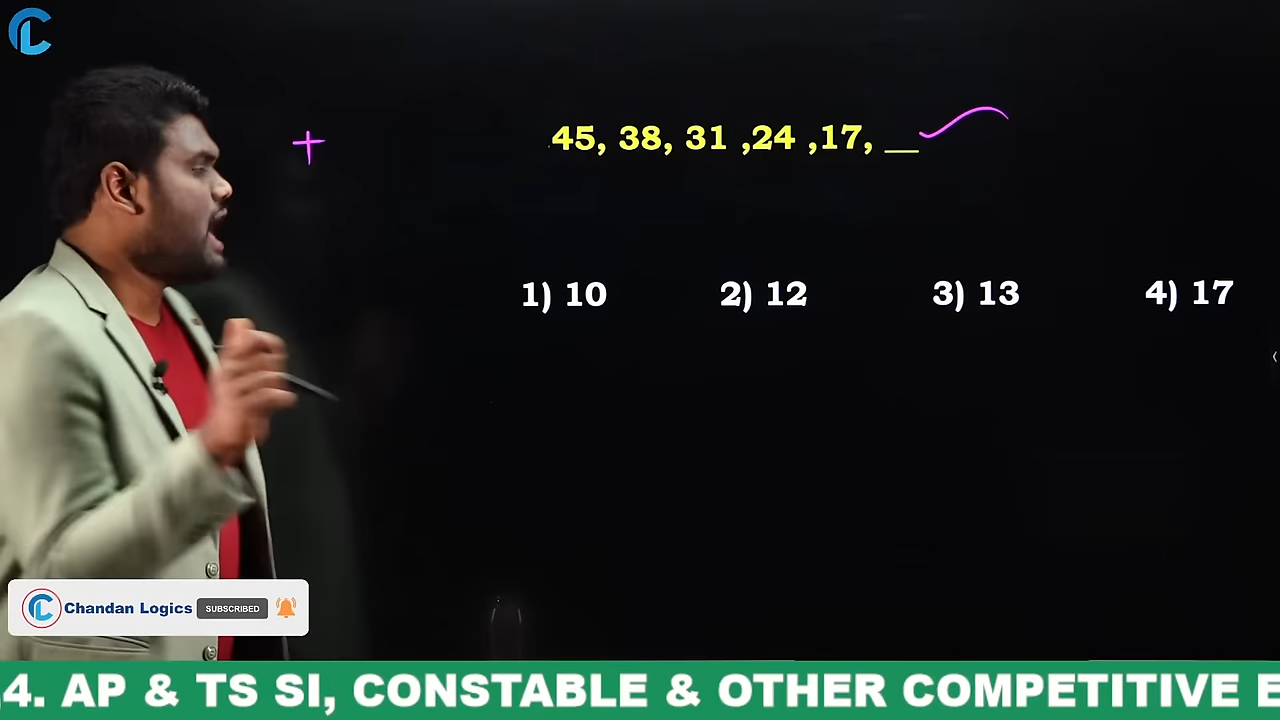 +
45, 38, 31 ,24 ,17, __
1) 10 2) 12 3) 13 4) 17
Chandan Logics SUBSCRIBED
,4. AP & TS SI, CONSTABLE & OTHER COMPETITIVE E